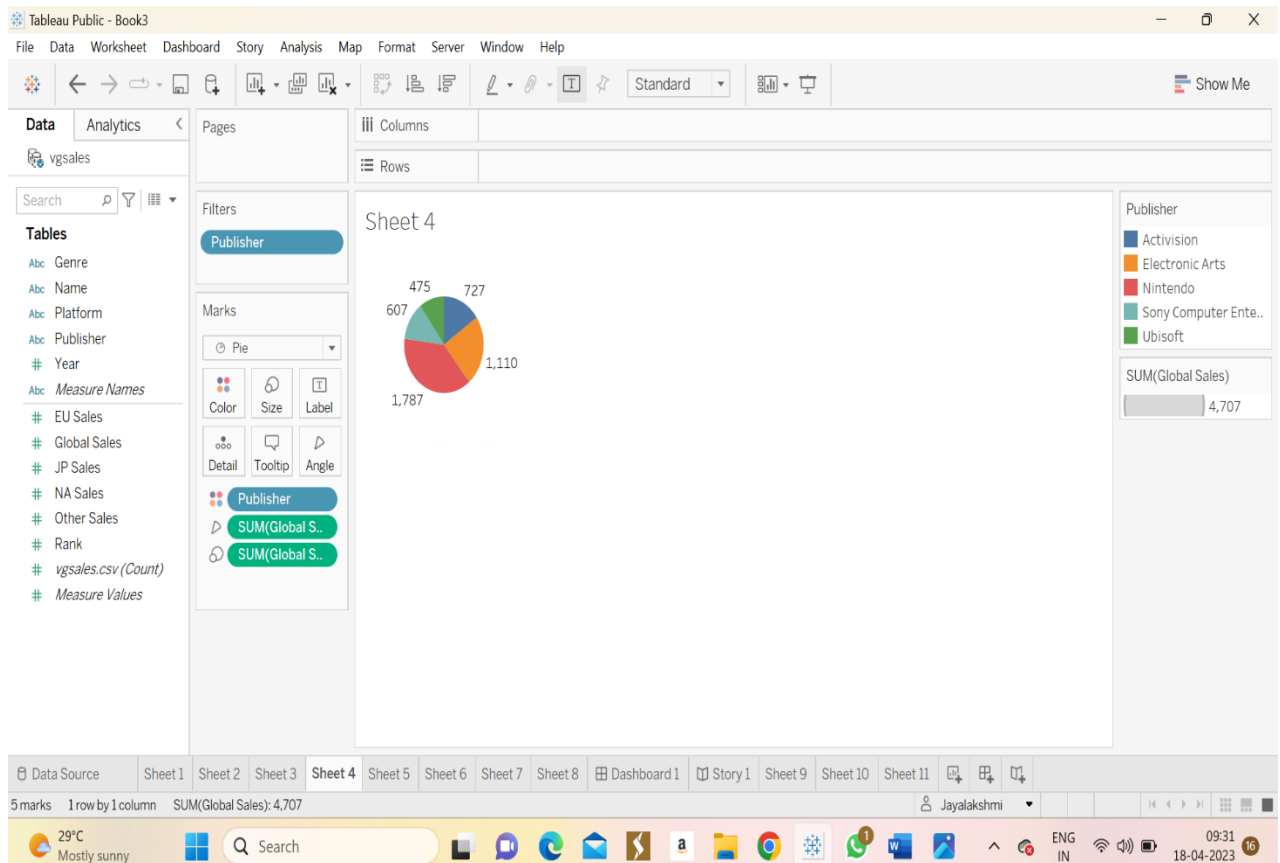 Tableau Public - Book3
File Data Worksheet Dashboard Story Analysis Map Format Server Window Help
Standard
Show Me
Data Analytics
vgsales
Search
Tables
Abc Genre
Abc Name
Abc Platform
Abc Publisher
# Year
Abc Measure Names
# EU Sales
# Global Sales
# JP Sales
# NA Sales
# Other Sales
# Rank
# vgsales.csv (Count)
# Measure Values
Pages
Filters
Publisher
Marks
Pie
Color Size Label
Detail Tooltip Angle
Publisher
SUM(Global S..
SUM(Global S..
Columns
Rows
Sheet 4
475 727
607
1,110
1,787
Publisher
Activision
Electronic Arts
Nintendo
Sony Computer Ente..
Ubisoft
SUM(Global Sales)
4,707
Data Source Sheet 1 Sheet 2 Sheet 3 Sheet 4 Sheet 5 Sheet 6 Sheet 7 Sheet 8 Dashboard 1 Story 1 Sheet 9 Sheet 10 Sheet 11
5 marks 1 row by 1 column SUM(Global Sales): 4,707 Jayalakshmi
29°C
Mostly sunny
Search
a
1
W
ENG
IN
09:31
18-04-2023
16